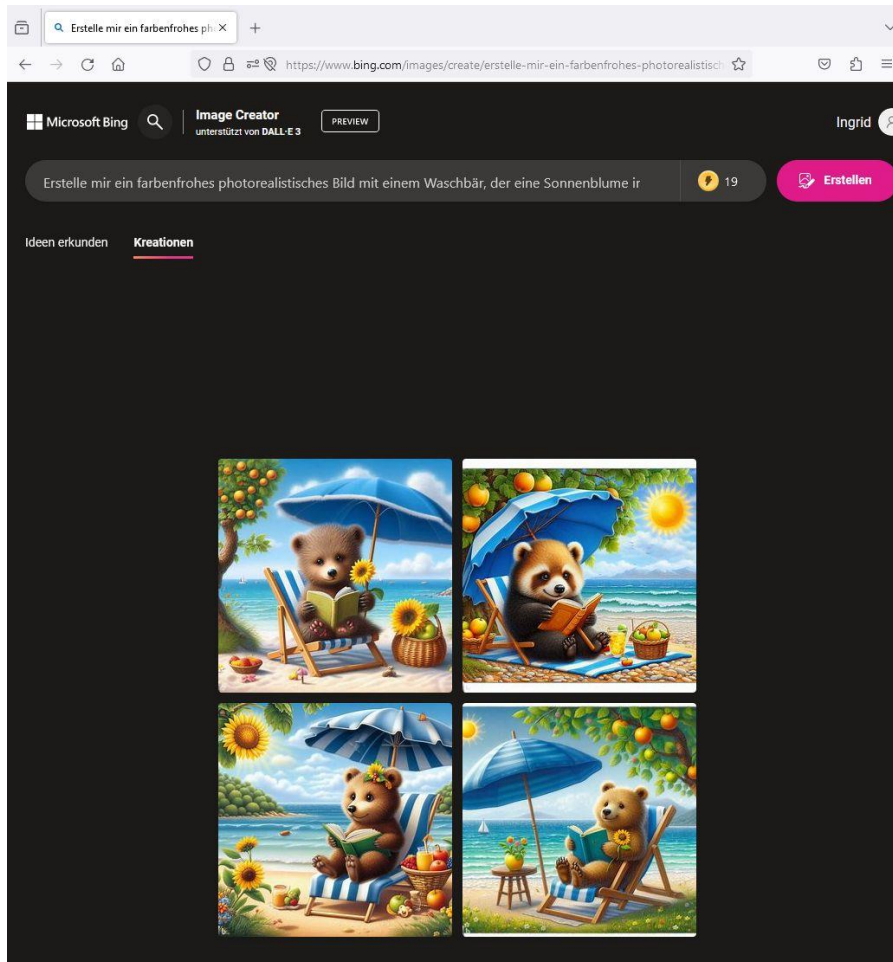 Erstelle mir ein farbenfrohes ph
https://www.bing.com/images/create/erstelle-mir-ein-farbenfrohes-photorealistisch
Microsoft Bing
Image Creator
unterstützt von DALL·E 3
PREVIEW
Ingrid
Erstelle mir ein farbenfrohes photorealistisches Bild mit einem Waschbär, der eine Sonnenblume ir
19
Erstellen
Ideen erkunden
Kreationen